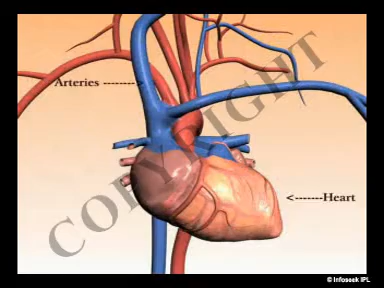 Arteries -------
COPYRIGHT
<-------Heart
© Infoseek IPL